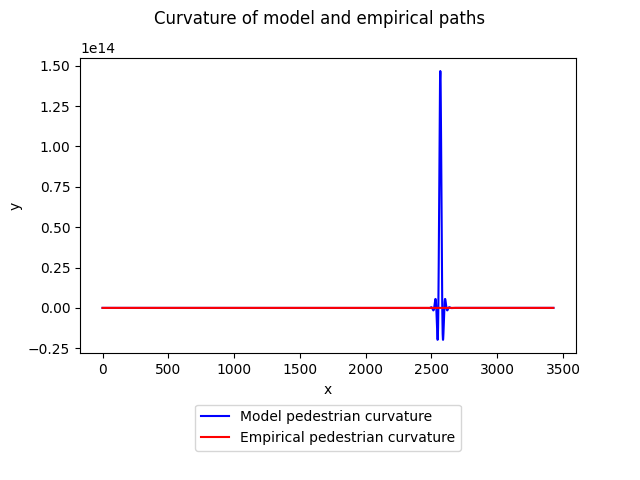 Curvature of model and empirical paths
1e14
1.50
1.25
1.00
0.75
0.50
0.25
0.00
−0.25
y
0 500 1000 1500 2000 2500 3000 3500
x
Model pedestrian curvature
Empirical pedestrian curvature